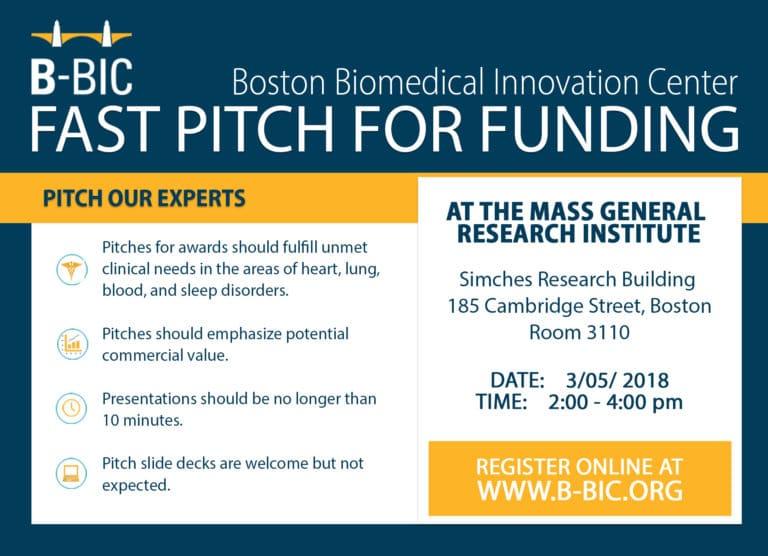 B-BIC
Boston Biomedical Innovation Center
FAST PITCH FOR FUNDING
PITCH OUR EXPERTS
Pitches for awards should fulfill unmet
clinical needs in the areas of heart, lung,
blood, and sleep disorders.
Pitches should emphasize potential
commercial value.
Presentations should be no longer than
10 minutes.
Pitch slide decks are welcome but not
expected.
AT THE MASS GENERAL
RESEARCH INSTITUTE
Simches Research Building
185 Cambridge Street, Boston
Room 3110
DATE: 3/05/ 2018
TIME: 2:00 - 4:00 pm
REGISTER ONLINE AT
WWW.B-BIC.ORG